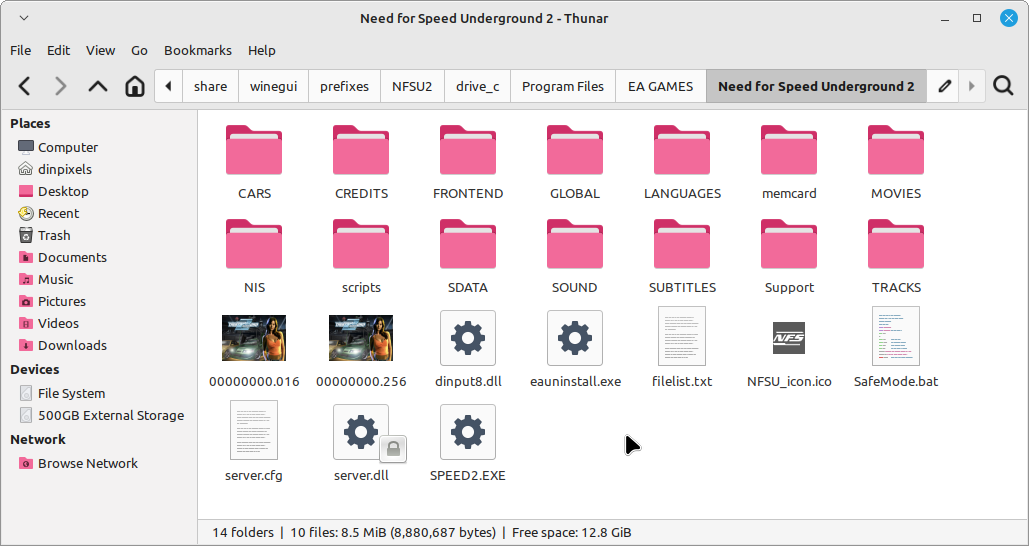 Need for Speed Underground 2 - Thunar
File Edit View Go Bookmarks Help
share winegui prefixes NFSU2 drive_c Program Files EA GAMES Need for Speed Underground 2
Places
Computer
dinpixels
Desktop
Recent
Trash
Documents
Music
Pictures
Videos
Downloads
Devices
File System
500GB External Storage
Network
Browse Network
CARS CREDITS FRONTEND GLOBAL LANGUAGES memcard MOVIES
NIS scripts SDATA SOUND SUBTITLES Support TRACKS
NFS
00000000.016 00000000.256 dinput8.dll eauninstall.exe filelist.txt NFSU_icon.ico SafeMode.bat
server.cfg server.dll SPEED2.EXE
14 folders | 10 files: 8.5 MiB (8,880,687 bytes) | Free space: 12.8 GiB